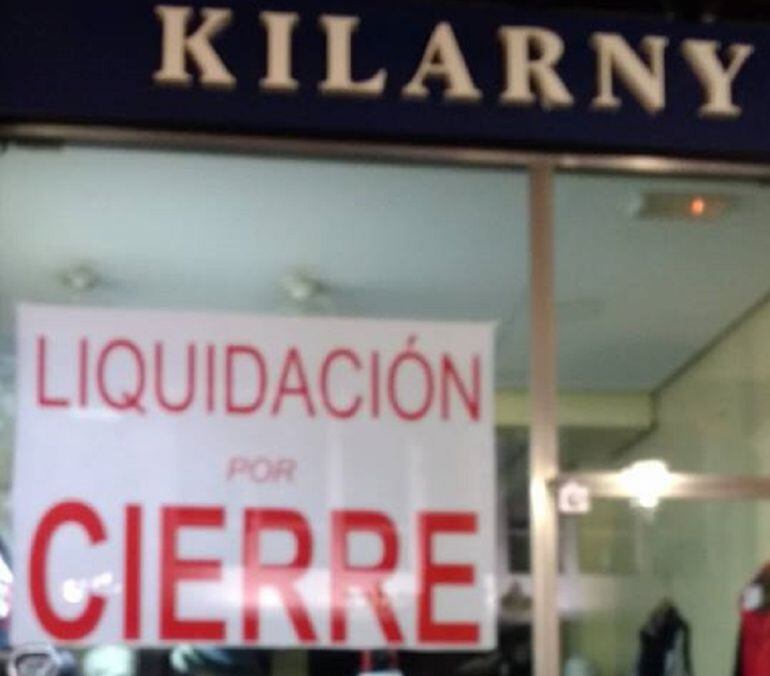 KILARNY
LIQUIDACIÓN
POR
CIERRE